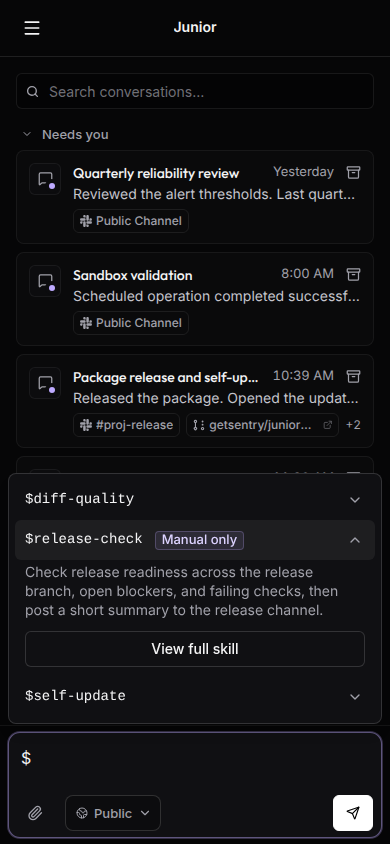 Junior
Search conversations...
Needs you
Quarterly reliability review
Yesterday
Reviewed the alert thresholds. Last quart...
Public Channel
Sandbox validation
8:00 AM
Scheduled operation completed successf...
Public Channel
Package release and self-up...
10:39 AM
Released the package. Opened the updat...
#proj-release
getsentry/junior...
+2
$diff-quality
$release-check
Manual only
Check release readiness across the release
branch, open blockers, and failing checks, then
post a short summary to the release channel.
View full skill
$self-update
$
Public